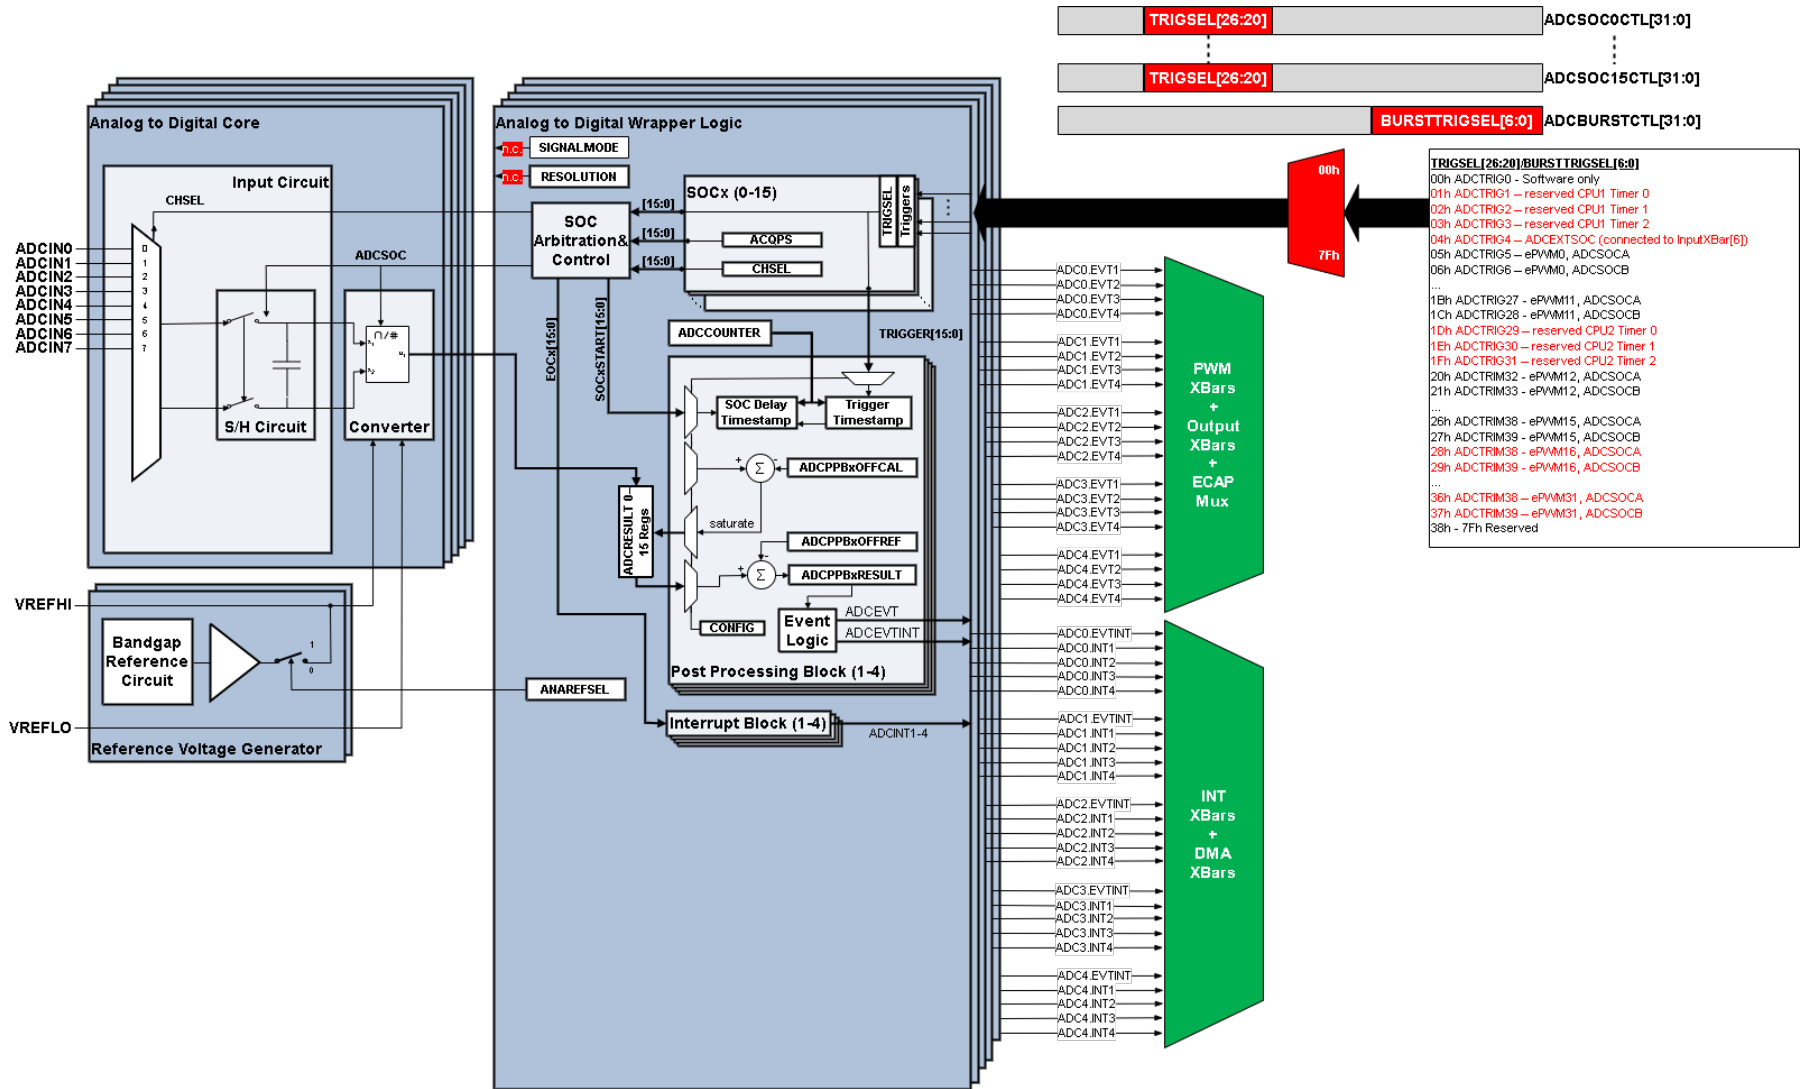 TRIGSEL[26:20]
ADCSOC0CTL[31:0]
TRIGSEL[26:20]
ADCSOC15CTL[31:0]
BURSTTRIGSEL[6:0]
ADCBURSTCTL[31:0]
Analog to Digital Core
Input Circuit
CHSEL
ADCIN0
ADCIN1
ADCIN2
ADCIN3
ADCIN4
ADCIN5
ADCIN6
ADCIN7
0
1
2
3
4
5
6
7
ADCSOC
S/H Circuit
Converter
VREFHI
VREFLO
Bandgap
Reference
Circuit
1
0
Reference Voltage Generator
Analog to Digital Wrapper Logic
n.c.
SIGNALMODE
n.c.
RESOLUTION
SOC
Arbitration&
Control
[15:0]
[15:0]
[15:0]
SOCx (0-15)
ACQPS
CHSEL
TRIGSEL
Triggers
ADCCOUNTER
TRIGGER[15:0]
EOCx[15:0]
SOCxSTART[15:0]
SOC Delay
Timestamp
Trigger
Timestamp
+
Σ
-
ADCPPBxOFFCAL
saturate
ADCRESULT 0–
15 Regs
ADCPPBxOFFREF
-
+
Σ
ADCPPBxRESULT
CONFIG
Event
Logic
ADCEVT
ADCEVTINT
Post Processing Block (1-4)
ANAREFSEL
Interrupt Block (1-4)
ADCINT1-4
ADC0.EVT1
ADC0.EVT2
ADC0.EVT3
ADC0.EVT4
ADC1.EVT1
ADC1.EVT2
ADC1.EVT3
ADC1.EVT4
ADC2.EVT1
ADC2.EVT2
ADC2.EVT3
ADC2.EVT4
ADC3.EVT1
ADC3.EVT2
ADC3.EVT3
ADC3.EVT4
ADC4.EVT1
ADC4.EVT2
ADC4.EVT3
ADC4.EVT4
PWM
XBars
+
Output
XBars
+
ECAP
Mux
ADC0.EVTINT
ADC0.INT1
ADC0.INT2
ADC0.INT3
ADC0.INT4
ADC1.EVTINT
ADC1.INT1
ADC1.INT2
ADC1.INT3
ADC1.INT4
ADC2.EVTINT
ADC2.INT1
ADC2.INT2
ADC2.INT3
ADC2.INT4
ADC3.EVTINT
ADC3.INT1
ADC3.INT2
ADC3.INT3
ADC3.INT4
ADC4.EVTINT
ADC4.INT1
ADC4.INT2
ADC4.INT3
ADC4.INT4
INT
XBars
+
DMA
XBars
00h
7Fh
TRIGSEL[26:20]/BURSTTRIGSEL[6:0]
00h ADCTRIG0 - Software only
01h ADCTRIG1 – reserved CPU1 Timer 0
02h ADCTRIG2 – reserved CPU1 Timer 1
03h ADCTRIG3 – reserved CPU1 Timer 2
04h ADCTRIG4 – ADCEXTSOC (connected to InputXBar[6])
05h ADCTRIG5 - ePWM0, ADCSOCA
06h ADCTRIG6 – ePWM0, ADCSOCB
...
1Bh ADCTRIG27 - ePWM11, ADCSOCA
1Ch ADCTRIG28 - ePWM11, ADCSOCB
1Dh ADCTRIG29 – reserved CPU2 Timer 0
1Eh ADCTRIG30 – reserved CPU2 Timer 1
1Fh ADCTRIG31 – reserved CPU2 Timer 2
20h ADCTRIM32 - ePWM12, ADCSOCA
21h ADCTRIM33 - ePWM12, ADCSOCB
...
26h ADCTRIM38 - ePWM15, ADCSOCA
27h ADCTRIM39 - ePWM15, ADCSOCB
28h ADCTRIM38 - ePWM16, ADCSOCA
29h ADCTRIM39 - ePWM16, ADCSOCB
...
36h ADCTRIM38 – ePWM31, ADCSOCA
37h ADCTRIM39 – ePWM31, ADCSOCB
38h - 7Fh Reserved